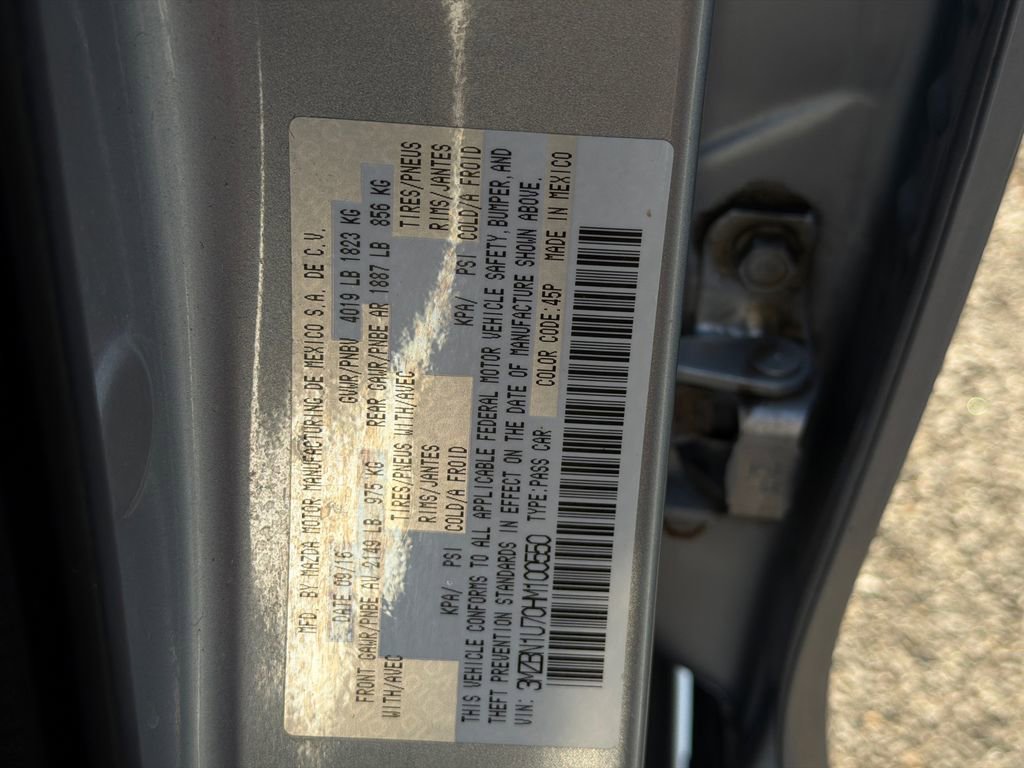 MFD BY MAZDA MOTOR MANUFACTURING DE MEXICO S.A. DE C.V.
DATE 09/16 GVWR/PNBV 4019 LB 1823 KG
FRONT GAWR/PNBE AV 2149 LB 975 KG REAR GAWR/PNBE AR 1887 LB 856 KG
WITH/AVEC TIRES/PNEUS WITH/AVEC TIRES/PNEUS
RIMS/JANTES RIMS/JANTES
KPA/ PSI COLD/A FROID KPA/ PSI COLD/A FROID
THIS VEHICLE CONFORMS TO ALL APPLICABLE FEDERAL MOTOR VEHICLE SAFETY, BUMPER, AND
THEFT PREVENTION STANDARDS IN EFFECT ON THE DATE OF MANUFACTURE SHOWN ABOVE.
VIN: 3MZBN1U70HM100550 TYPE:PASS CAR COLOR CODE:45P MADE IN MEXICO